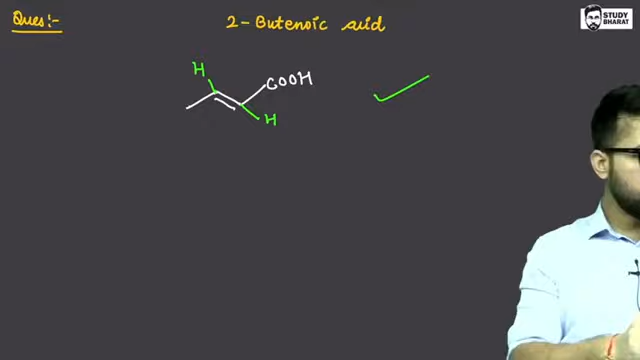 Ques:-
2-Butenoic acid
H
COOH
H
STUDY
BHARAT